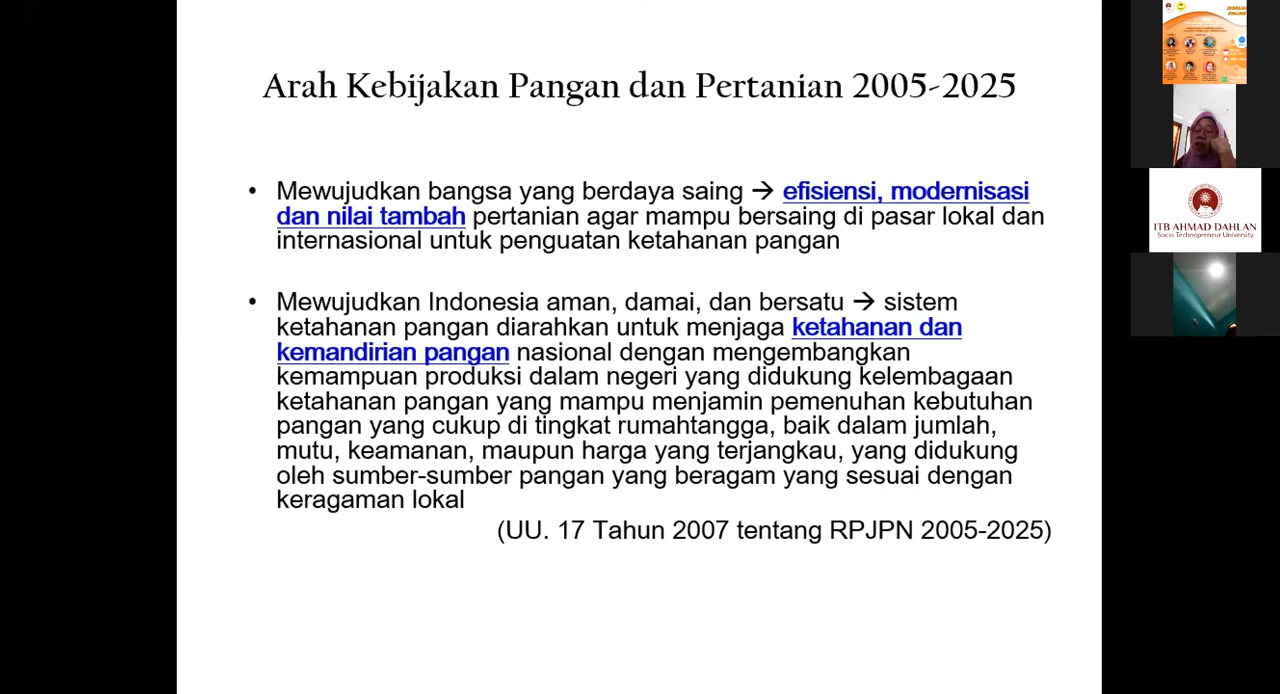 Arah Kebijakan Pangan dan Pertanian 2005-2025
• Mewujudkan bangsa yang berdaya saing → efisiensi, modernisasi
dan nilai tambah pertanian agar mampu bersaing di pasar lokal dan
internasional untuk penguatan ketahanan pangan
• Mewujudkan Indonesia aman, damai, dan bersatu → sistem
ketahanan pangan diarahkan untuk menjaga ketahanan dan
kemandirian pangan nasional dengan mengembangkan
kemampuan produksi dalam negeri yang didukung kelembagaan
ketahanan pangan yang mampu menjamin pemenuhan kebutuhan
pangan yang cukup di tingkat rumahtangga, baik dalam jumlah,
mutu, keamanan, maupun harga yang terjangkau, yang didukung
oleh sumber-sumber pangan yang beragam yang sesuai dengan
keragaman lokal
(UU. 17 Tahun 2007 tentang RPJPN 2005-2025)
DISKUSI
ONLINE
ITB AHMAD DAHLAN
Socio Technopreneur University